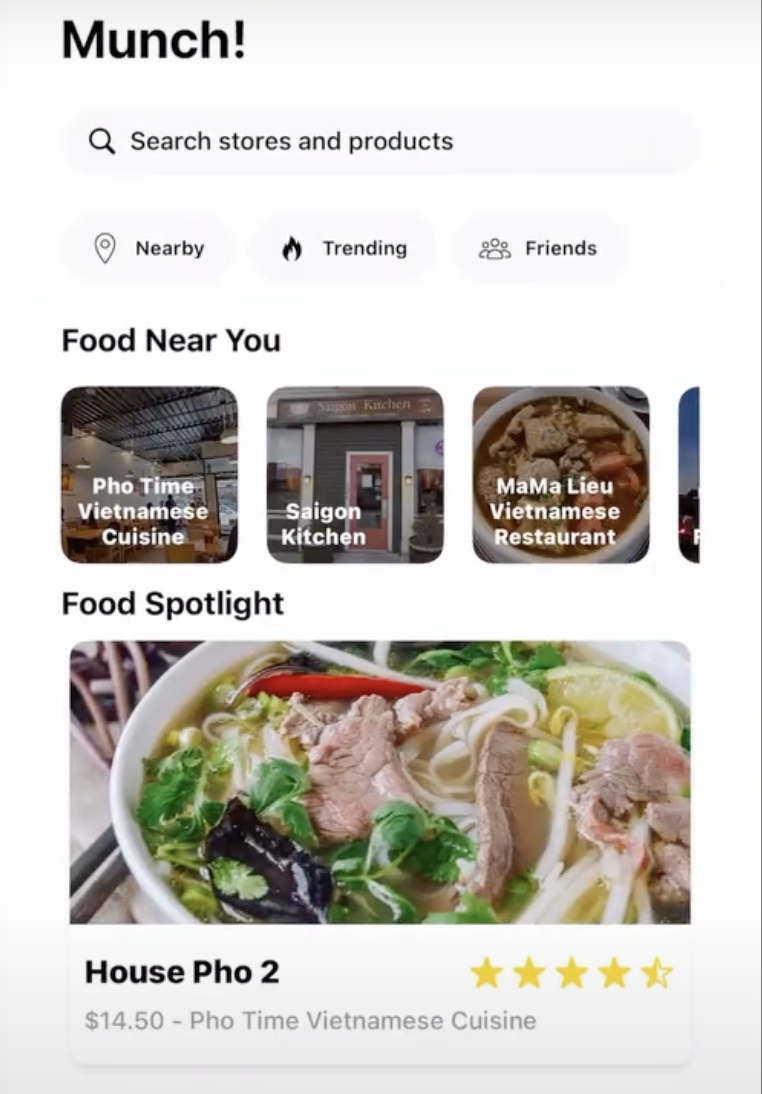 Munch!
Search stores and products
Nearby
Trending
Friends
Food Near You
Pho Time
Vietnamese
Cuisine
Saigon Kitchen
Saigon
Kitchen
MaMa Lieu
Vietnamese
Restaurant
Food Spotlight
House Pho 2
$14.50 - Pho Time Vietnamese Cuisine